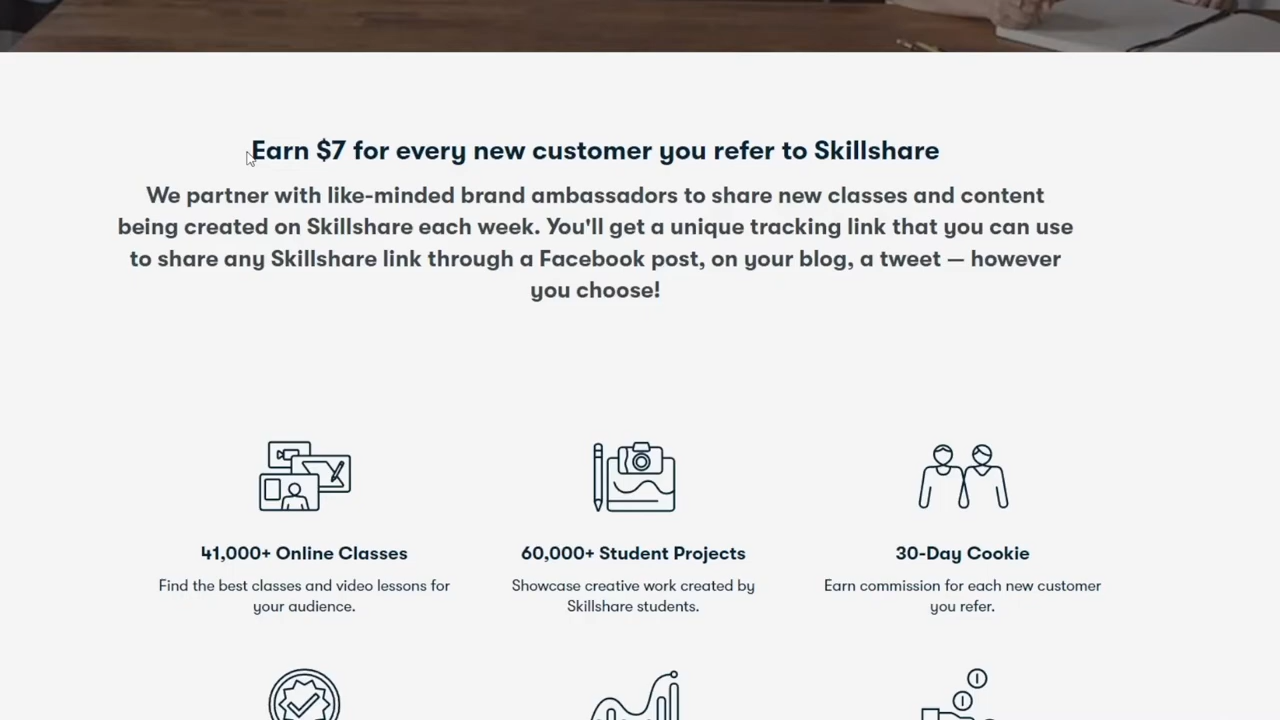 Earn $7 for every new customer you refer to Skillshare
We partner with like-minded brand ambassadors to share new classes and content
being created on Skillshare each week. You'll get a unique tracking link that you can use
to share any Skillshare link through a Facebook post, on your blog, a tweet — however
you choose!
41,000+ Online Classes
Find the best classes and video lessons for
your audience.
60,000+ Student Projects
Showcase creative work created by
Skillshare students.
30-Day Cookie
Earn commission for each new customer
you refer.